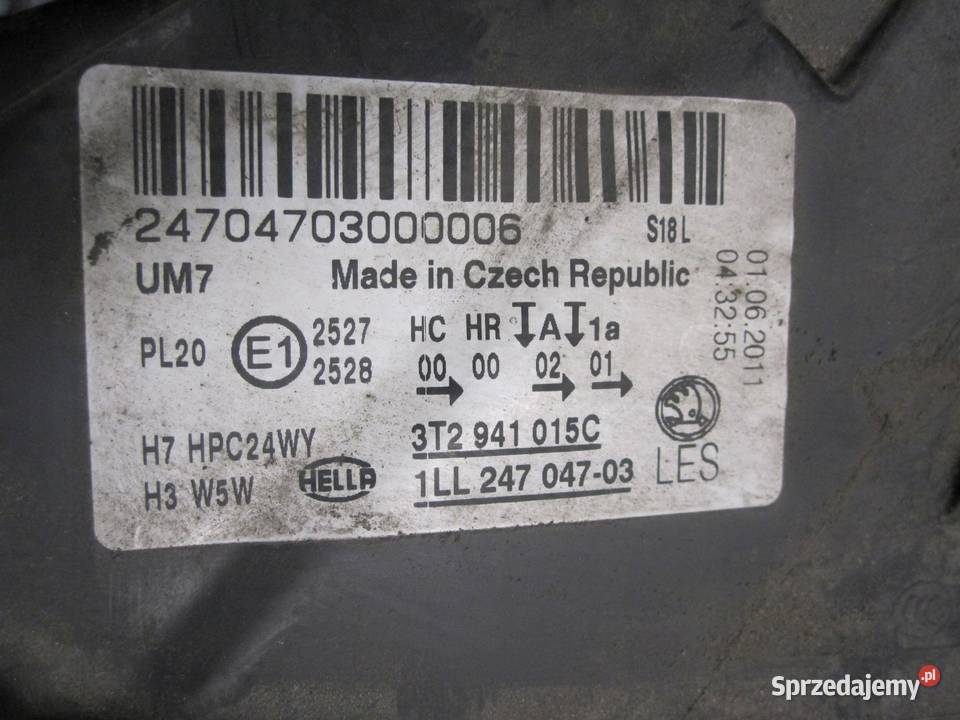 24704703000006 S18 L
UM7 Made in Czech Republic
01.06.2011
04:32:55
PL20 E1 2527 HC HR A 1a
2528 00 00 02 01
H7 HPC24WY 3T2 941 015C
H3 W5W HELLA 1LL 247 047-03 LES
Sprzedajemy.pl